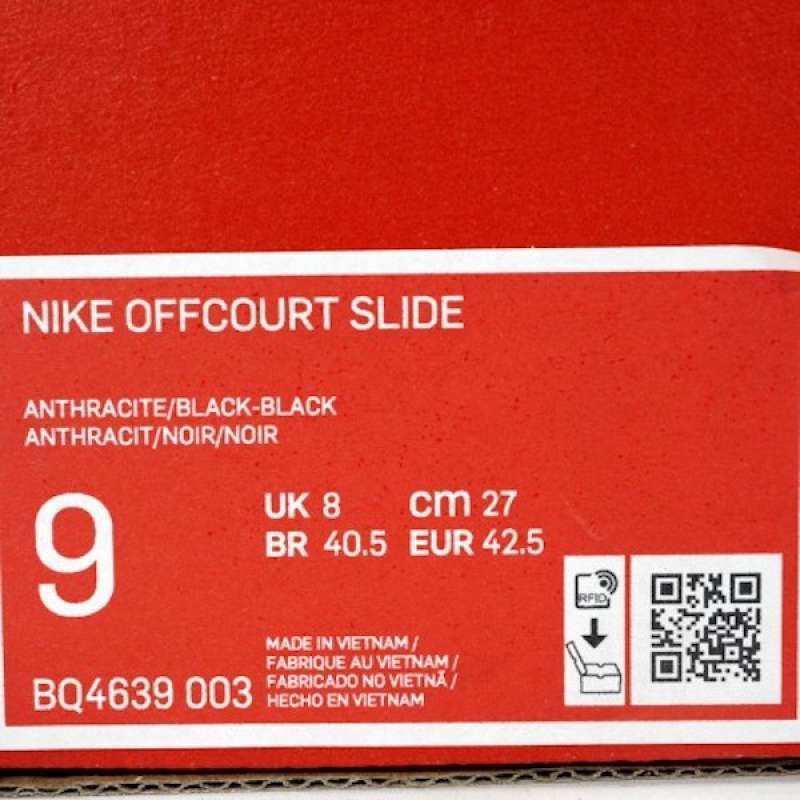 NIKE OFFCOURT SLIDE
ANTHRACITE/BLACK-BLACK
ANTHRACIT/NOIR/NOIR
9
UK 8 cm 27
BR 40.5 EUR 42.5
MADE IN VIETNAM /
FABRIQUE AU VIETNAM /
FABRICADO NO VIETNÃ /
HECHO EN VIETNAM
BQ4639 003
RFID